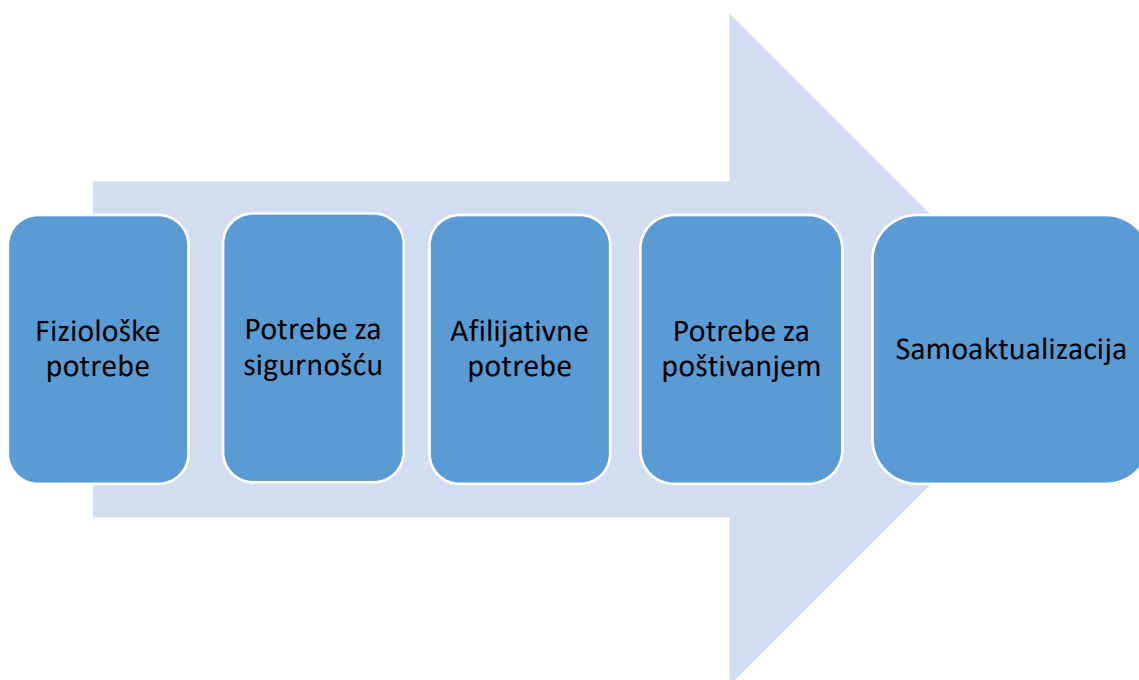 Fiziološke
potrebe
Potrebe za
sigurnošću
Afilijativne
potrebe
Potrebe za
poštivanjem
Samoaktualizacija